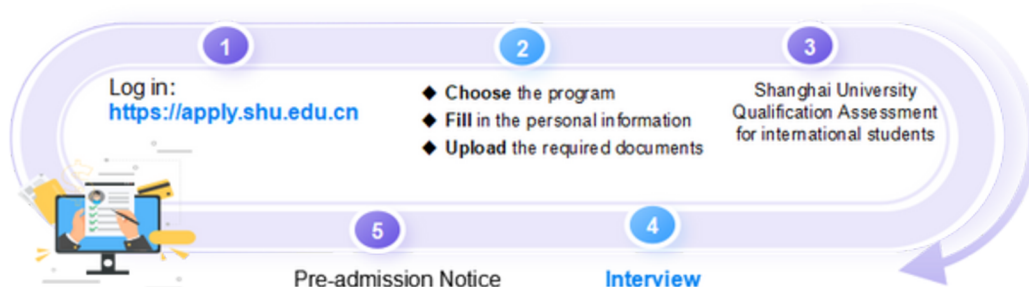 1
Log in:
https://apply.shu.edu.cn
2
◆ Choose the program
◆ Fill in the personal information
◆ Upload the required documents
3
Shanghai University
Qualification Assessment
for international students
4
Interview
5
Pre-admission Notice